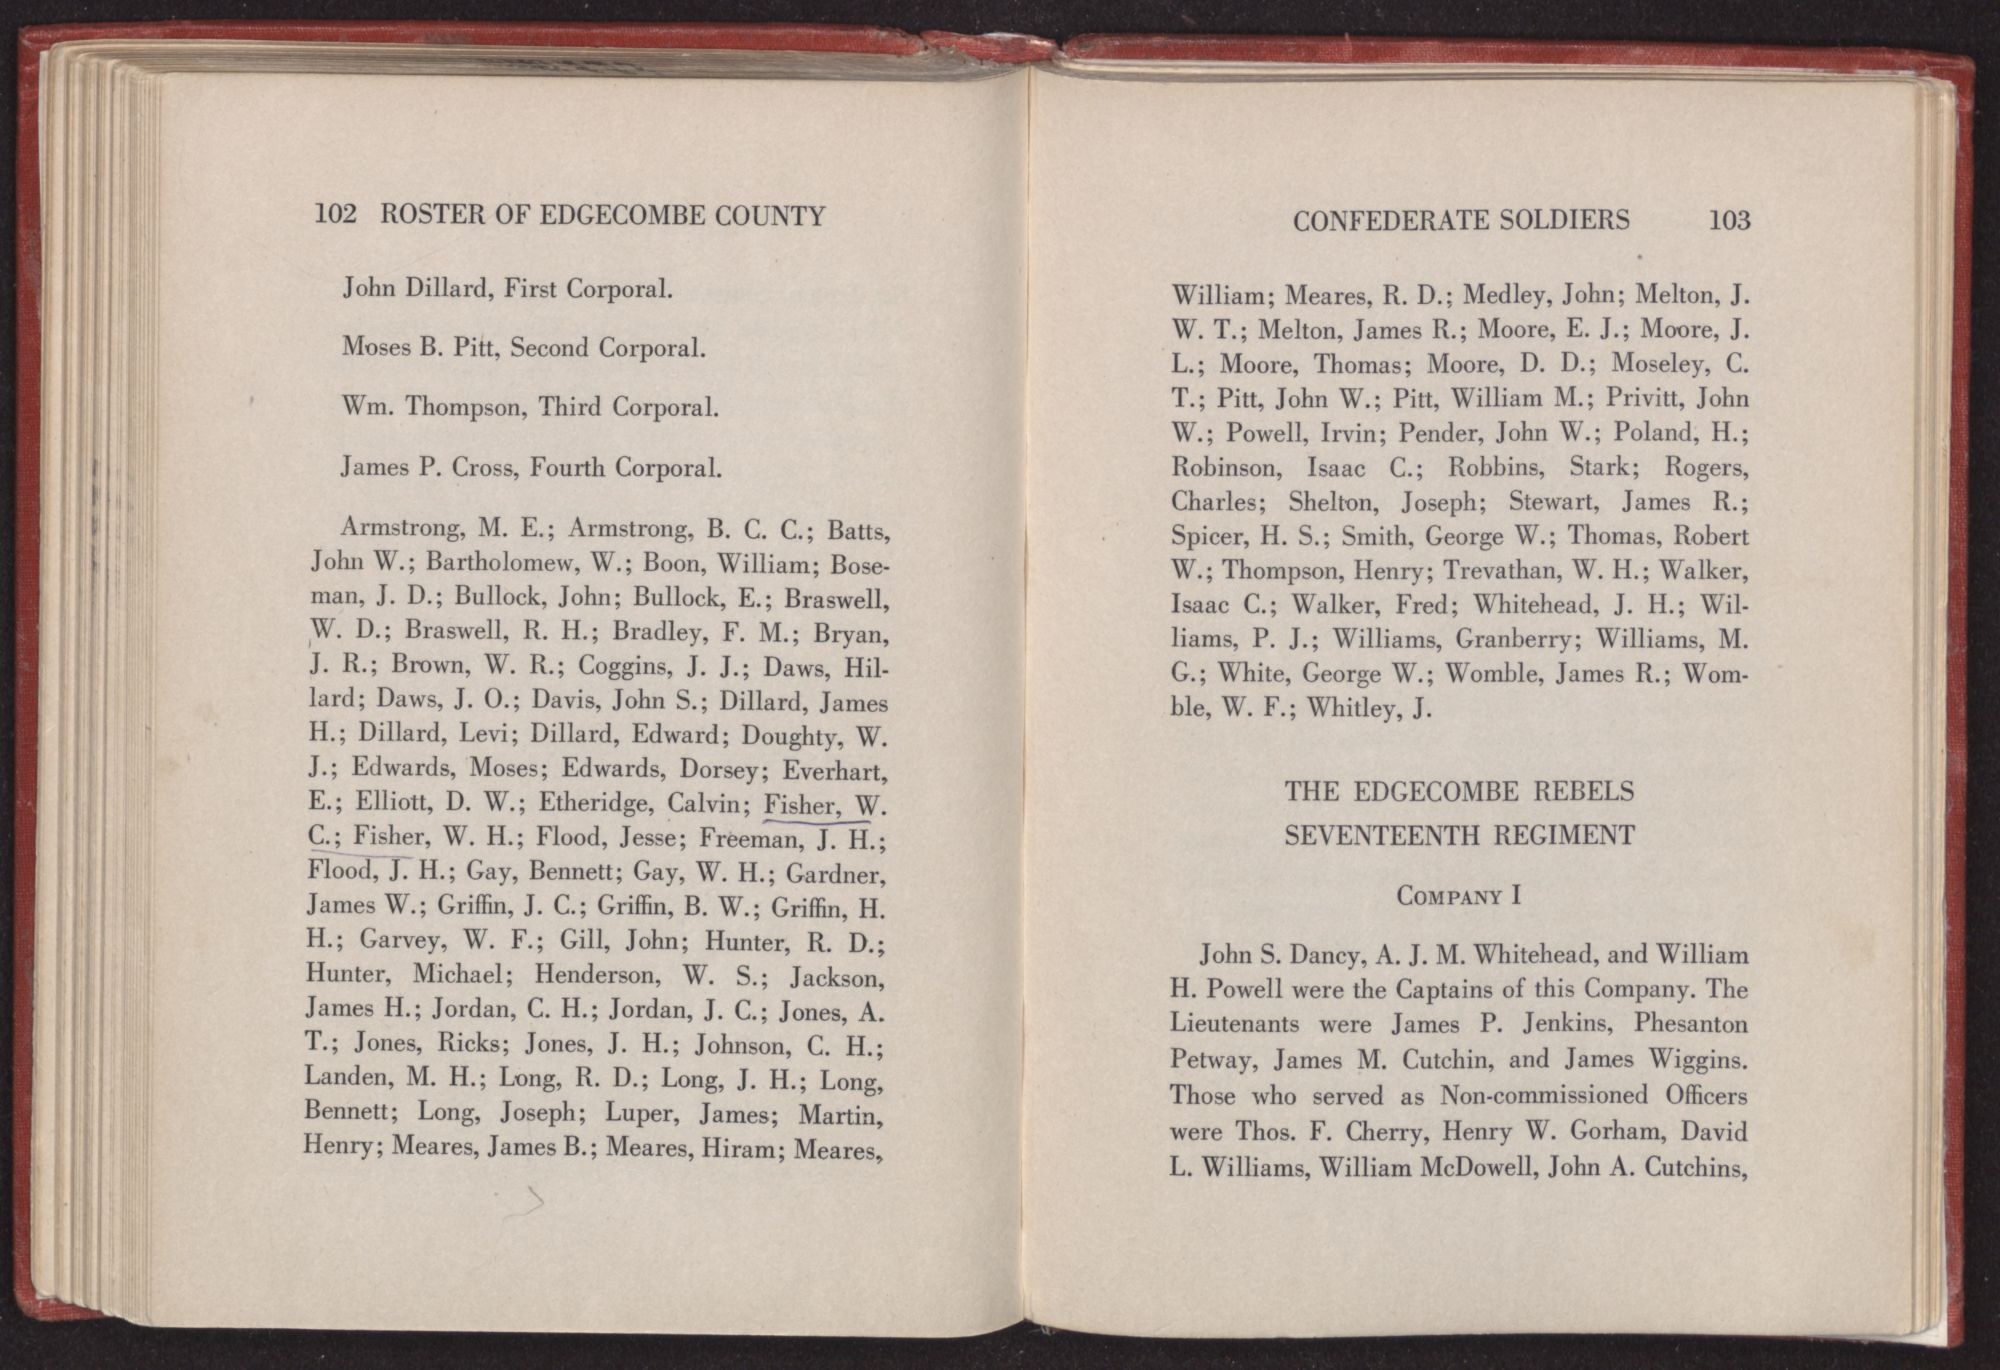 102 ROSTER OF EDGECOMBE COUNTY
John Dillard, First Corporal.
Moses B. Pitt, Second Corporal.
Wm. Thompson, Third Corporal.
James P. Cross, Fourth Corporal.
Armstrong, M. E.; Armstrong, B. C. C.; Batts,
John W.; Bartholomew, W.; Boon, William; Bose-
man, J. D.; Bullock, John; Bullock, E.; Braswell,
W. D.; Braswell, R. H.; Bradley, F. M.; Bryan,
J. R.; Brown, W. R.; Coggins, J. J.; Daws, Hil-
lard; Daws, J. O.; Davis, John S.; Dillard, James
H.; Dillard, Levi; Dillard, Edward; Doughty, W.
J.; Edwards, Moses; Edwards, Dorsey; Everhart,
E.; Elliott, D. W.; Etheridge, Calvin; Fisher, W.
C.; Fisher, W. H.; Flood, Jesse; Freeman, J. H.;
Flood, J. H.; Gay, Bennett; Gay, W. H.; Gardner,
James W.; Griffin, J. C.; Griffin, B. W.; Griffin, H.
H.; Garvey, W. F.; Gill, John; Hunter, R. D.;
Hunter, Michael; Henderson, W. S.; Jackson,
James H.; Jordan, C. H.; Jordan, J. C.; Jones, A.
T.; Jones, Ricks; Jones, J. H.; Johnson, C. H.;
Landen, M. H.; Long, R. D.; Long, J. H.; Long,
Bennett; Long, Joseph; Luper, James; Martin,
Henry; Meares, James B.; Meares, Hiram; Meares,
CONFEDERATE SOLDIERS 103
William; Meares, R. D.; Medley, John; Melton, J.
W. T.; Melton, James R.; Moore, E. J.; Moore, J.
L.; Moore, Thomas; Moore, D. D.; Moseley, C.
T.; Pitt, John W.; Pitt, William M.; Privitt, John
W.; Powell, Irvin; Pender, John W.; Poland, H.;
Robinson, Isaac C.; Robbins, Stark; Rogers,
Charles; Shelton, Joseph; Stewart, James R.;
Spicer, H. S.; Smith, George W.; Thomas, Robert
W.; Thompson, Henry; Trevathan, W. H.; Walker,
Isaac C.; Walker, Fred; Whitehead, J. H.; Wil-
liams, P. J.; Williams, Granberry; Williams, M.
G.; White, George W.; Womble, James R.; Wom-
ble, W. F.; Whitley, J.
THE EDGECOMBE REBELS
SEVENTEENTH REGIMENT
COMPANY I
John S. Dancy, A. J. M. Whitehead, and William
H. Powell were the Captains of this Company. The
Lieutenants were James P. Jenkins, Phesanton
Petway, James M. Cutchin, and James Wiggins.
Those who served as Non-commissioned Officers
were Thos. F. Cherry, Henry W. Gorham, David
L. Williams, William McDowell, John A. Cutchins,